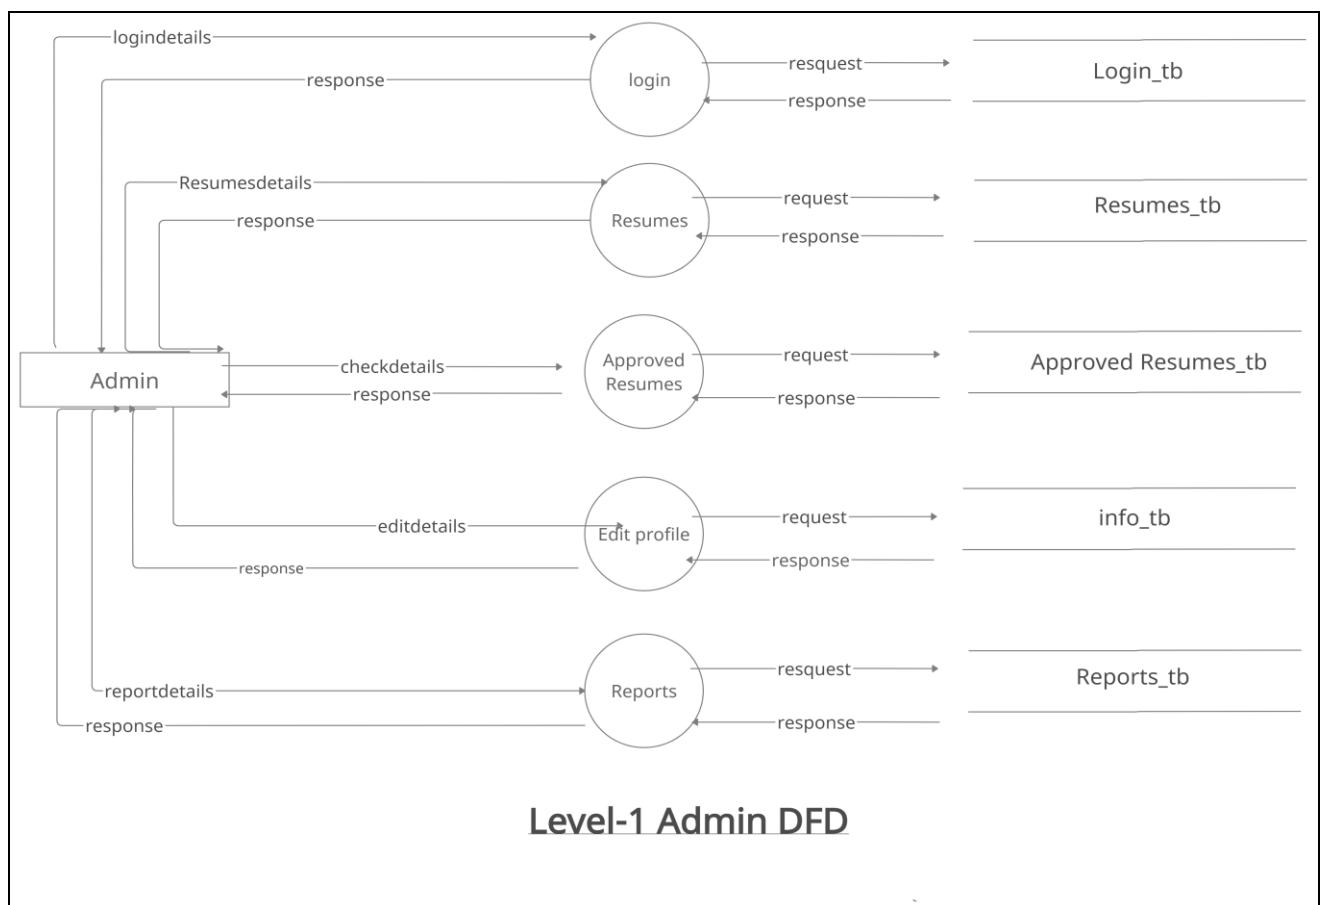 logindetails
response
login
resquest
response
Login_tb
Resumesdetails
response
Resumes
request
response
Resumes_tb
Admin
checkdetails
response
Approved
Resumes
request
response
Approved Resumes_tb
editdetails
response
Edit profile
request
response
info_tb
reportdetails
response
Reports
resquest
response
Reports_tb
Level-1 Admin DFD